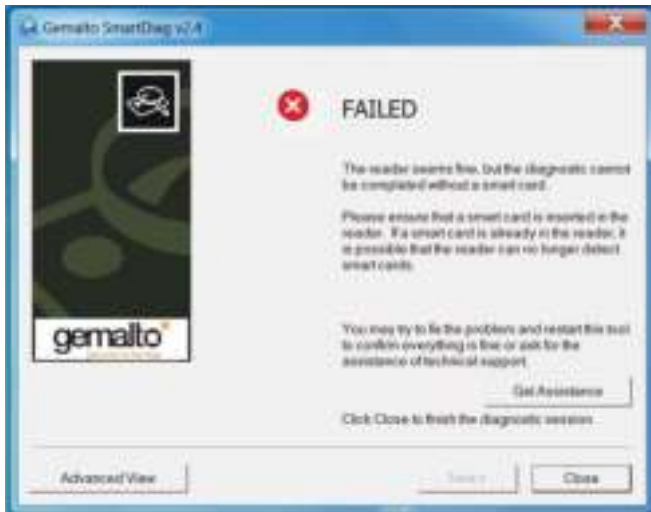 Gemalto SmartDiag v2.4
FAILED
The reader seems fine, but the diagnostic cannot
be completed without a smart card.
Please ensure that a smart card is inserted in the
reader. If a smart card is already in the reader, it
is possible that the reader can no longer detect
smart cards.
gemalto
You may try to fix the problem and restart this tool
to confirm everything is fine or ask for the
assistance of technical support.
Get Assistance
Click Close to finish the diagnostic session.
Advanced View
Close